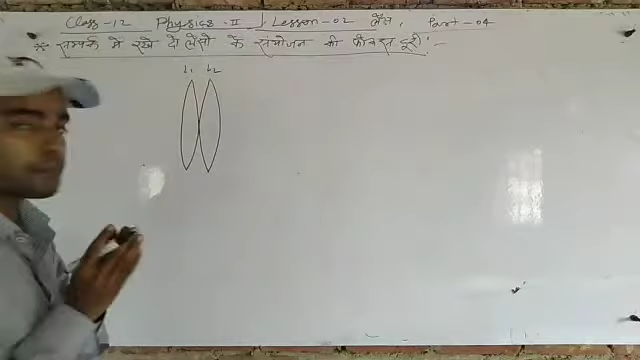 Class-12 Physics-II Lesson-02 लेंस, Part-04
* सम्पर्क में रखे दो लेंसो के संयोजन की फोकस दूरी :-
L₁ L₂